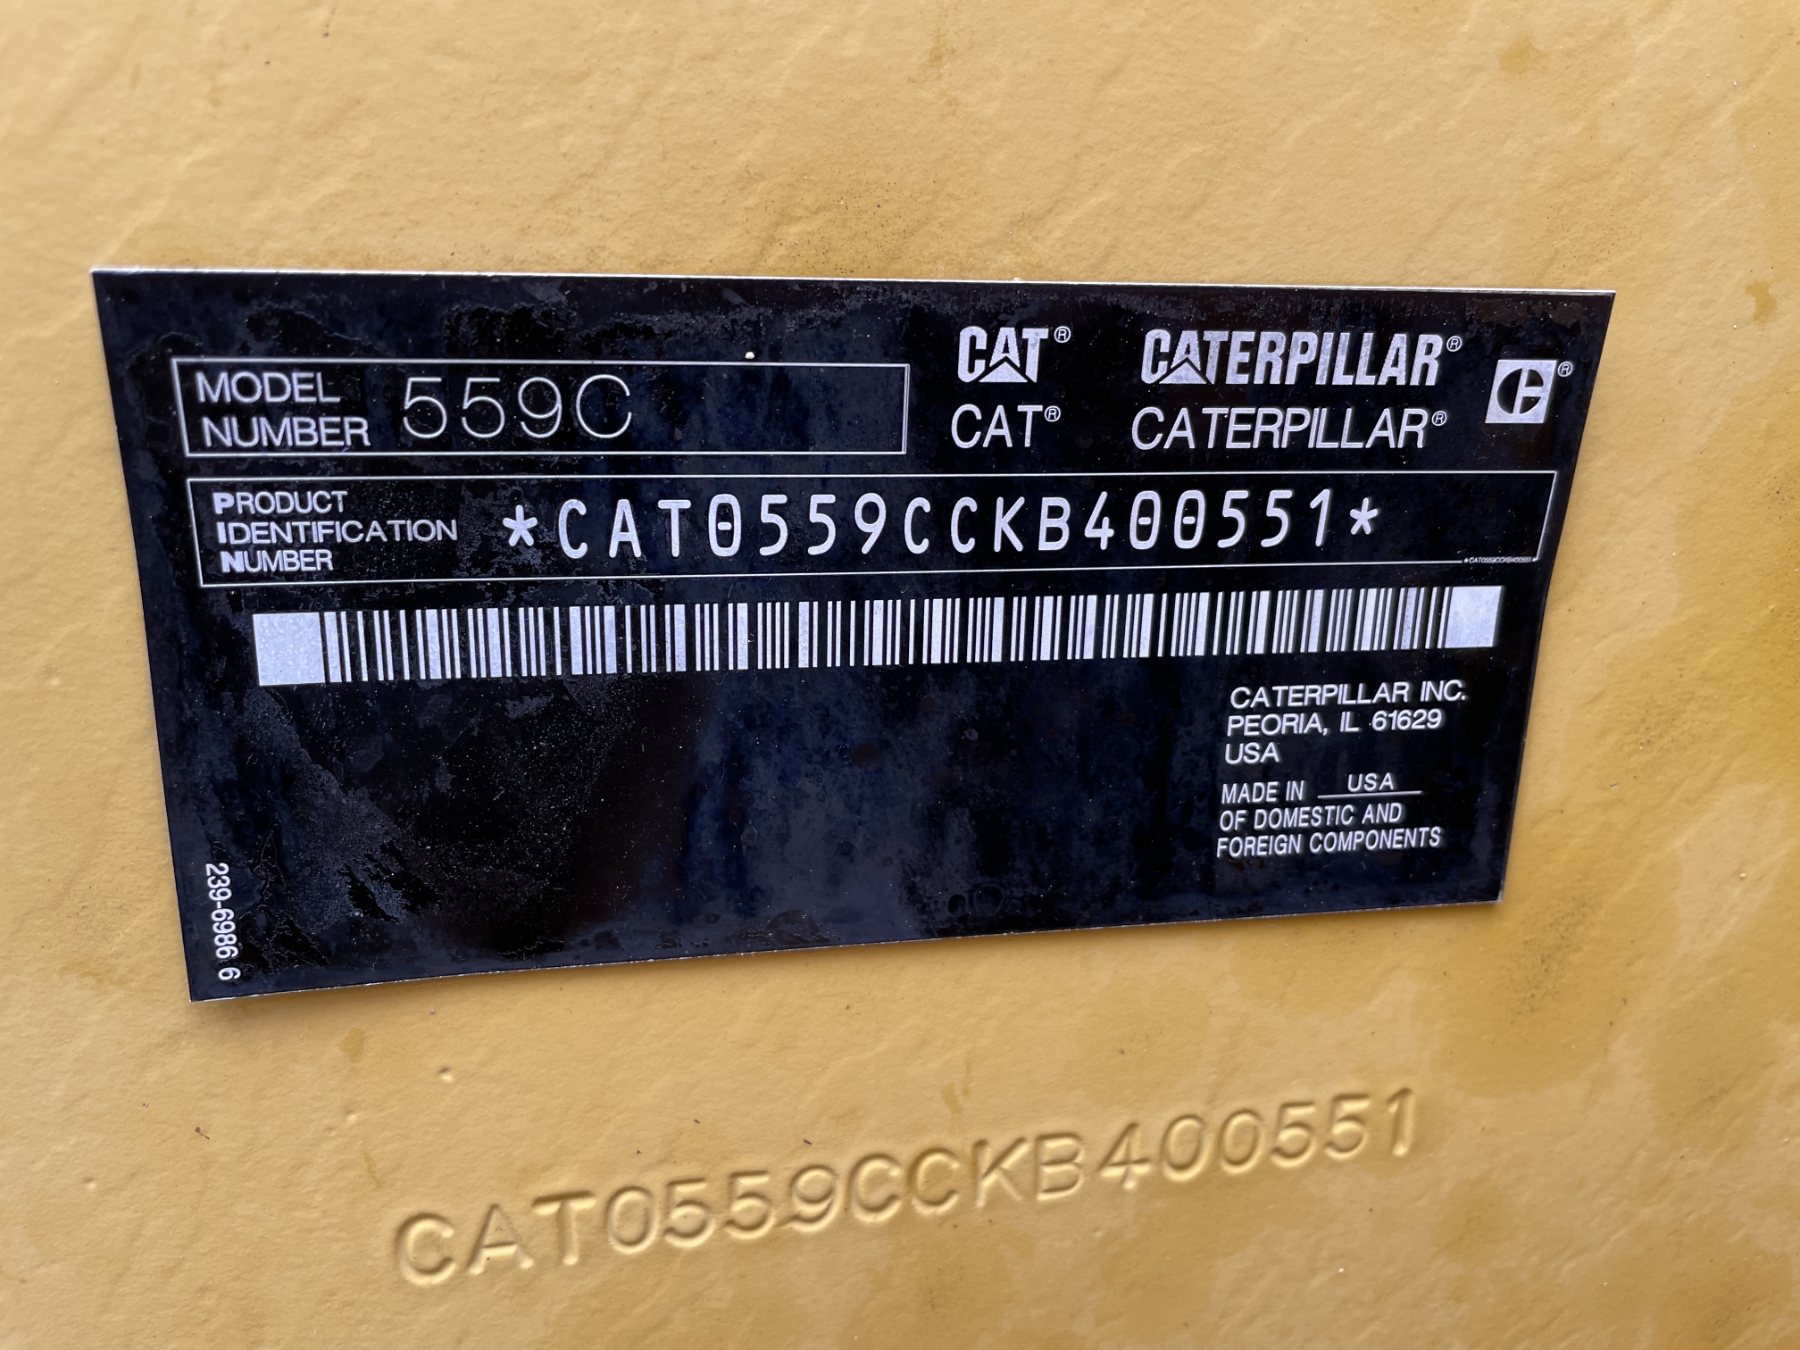 MODEL NUMBER 559C
CAT® CATERPILLAR®
CAT® CATERPILLAR®
C®
PRODUCT
IDENTIFICATION
NUMBER
*CAT0559CCKB400551*
*CAT0559CCKB400551*
CATERPILLAR INC.
PEORIA, IL 61629
USA
MADE IN USA
OF DOMESTIC AND
FOREIGN COMPONENTS
239-6986 6
CAT0559CCKB400551